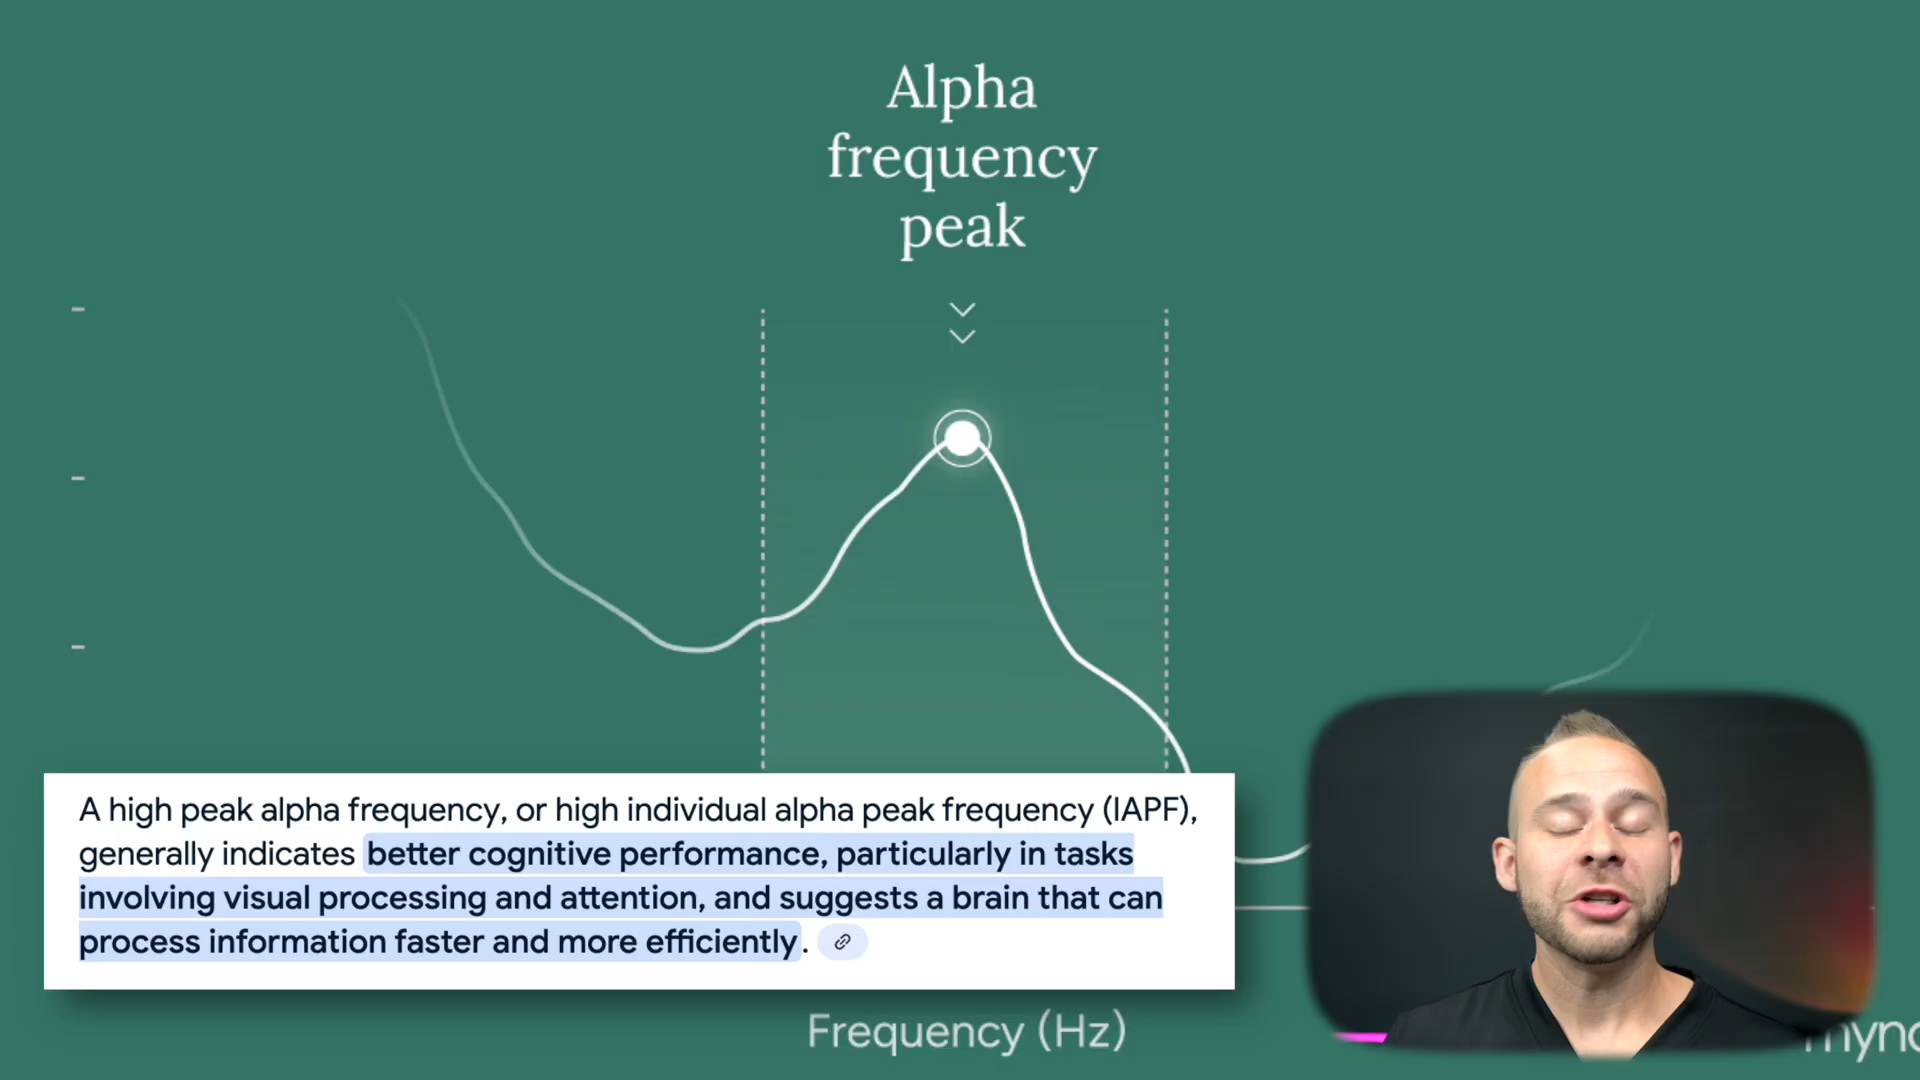 Alpha
frequency
peak
A high peak alpha frequency, or high individual alpha peak frequency (IAPF),
generally indicates better cognitive performance, particularly in tasks
involving visual processing and attention, and suggests a brain that can
process information faster and more efficiently.
Frequency (Hz)